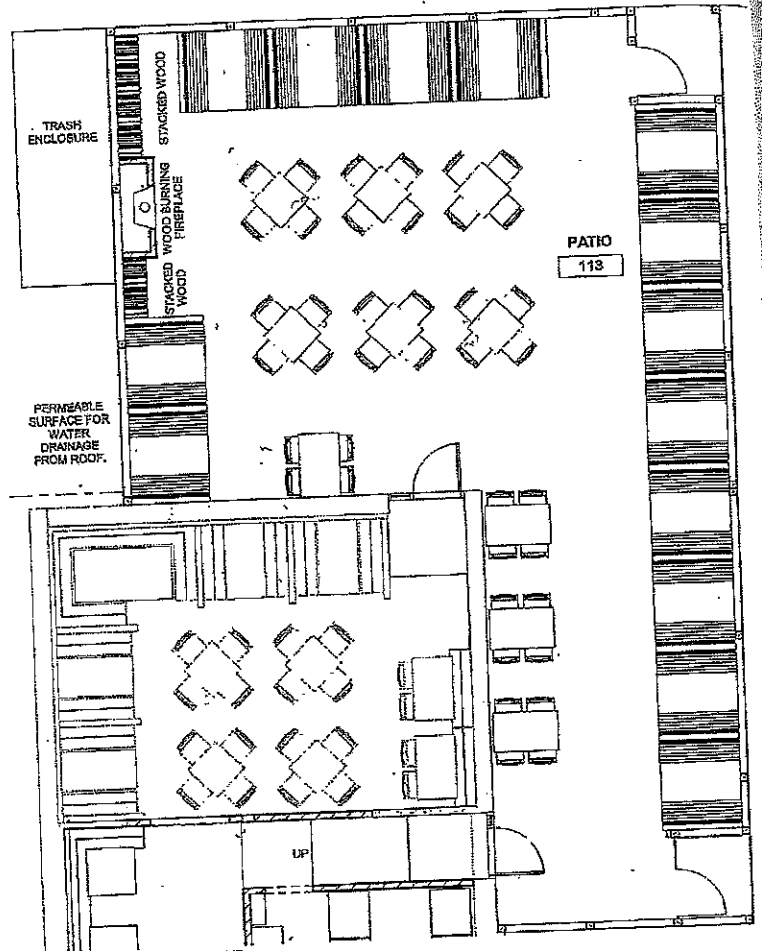 TRASH
ENCLOSURE
STACKED WOOD
WOOD BURNING
FIREPLACE
STACKED
WOOD
PATIO
113
PERMEABLE
SURFACE FOR
WATER
DRAINAGE
FROM ROOF.
UP